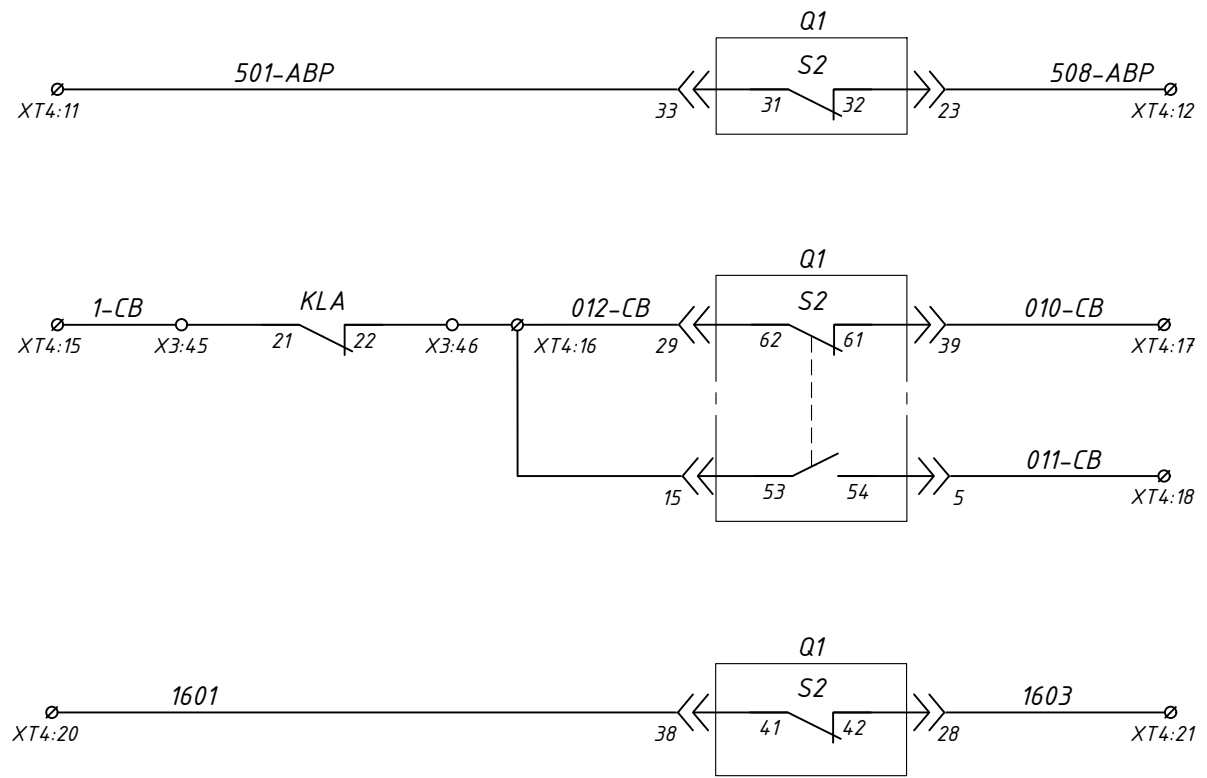 Q1
501-АВР
S2
508-АВР
XT4:11
33
31
32
23
XT4:12
Q1
1-СВ
KLA
012-СВ
S2
010-СВ
XT4:15
X3:45
21
22
X3:46
XT4:16
29
62
61
39
XT4:17
011-СВ
15
53
54
5
XT4:18
Q1
1601
S2
1603
XT4:20
38
41
42
28
XT4:21